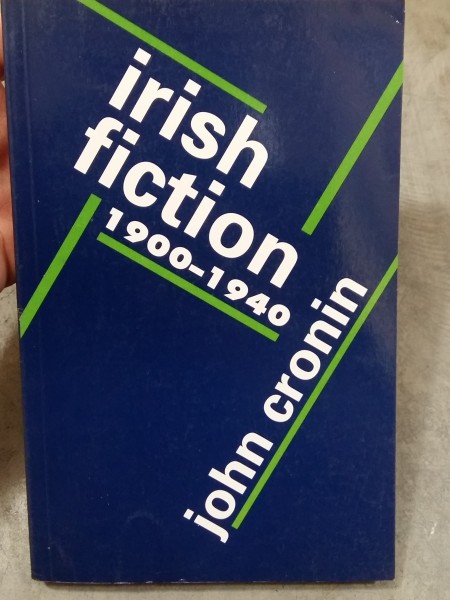 irish
fiction
1900–1940
john cronin